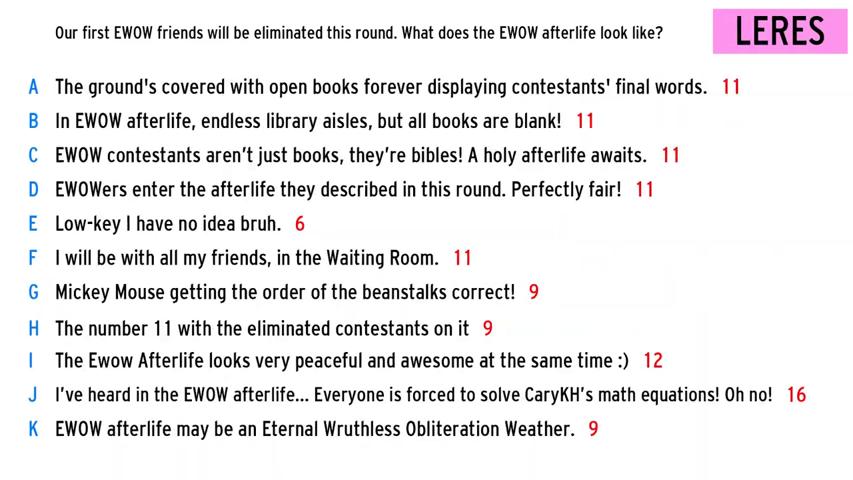 Our first EWOW friends will be eliminated this round. What does the EWOW afterlife look like?
LERES
A The ground's covered with open books forever displaying contestants' final words. 11
B In EWOW afterlife, endless library aisles, but all books are blank! 11
C EWOW contestants aren’t just books, they’re bibles! A holy afterlife awaits. 11
D EWOWers enter the afterlife they described in this round. Perfectly fair! 11
E Low-key I have no idea bruh. 6
F I will be with all my friends, in the Waiting Room. 11
G Mickey Mouse getting the order of the beanstalks correct! 9
H The number 11 with the eliminated contestants on it 9
I The Ewow Afterlife looks very peaceful and awesome at the same time :) 12
J I’ve heard in the EWOW afterlife... Everyone is forced to solve CaryKH’s math equations! Oh no! 16
K EWOW afterlife may be an Eternal Wruthless Obliteration Weather. 9